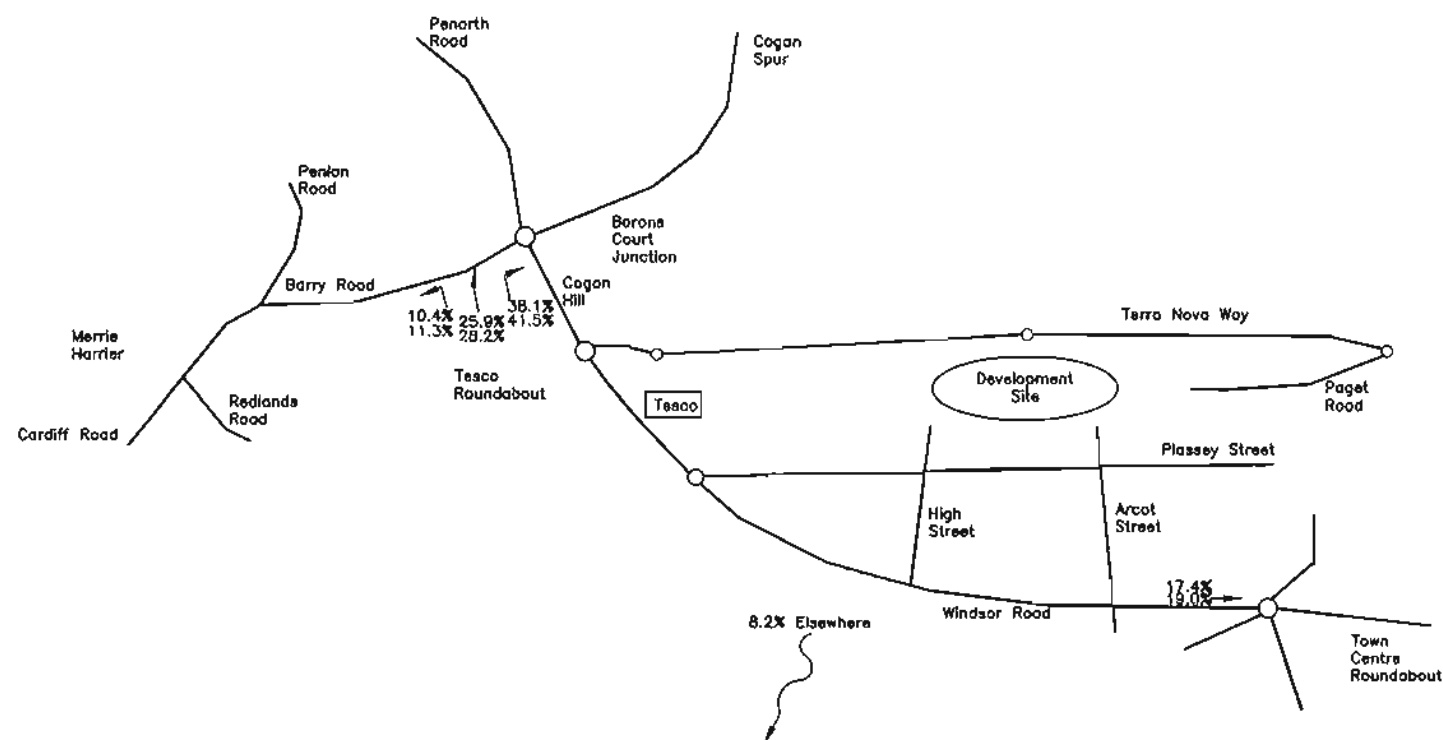 Penarth
Road
Cogan
Spur
Penlan
Road
Barona
Court
Junction
Barry Road
Cogan
Hill
10.4%
11.3%
25.9%
28.2%
38.1%
41.5%
Merrie
Harrier
Terra Nova Way
Tesco
Roundabout
Development
Site
Redlands
Road
Tesco
Paget
Road
Cardiff Road
Plassey Street
High
Street
Arcot
Street
17.4%
19.0%
Windsor Road
8.2% Elsewhere
Town
Centre
Roundabout